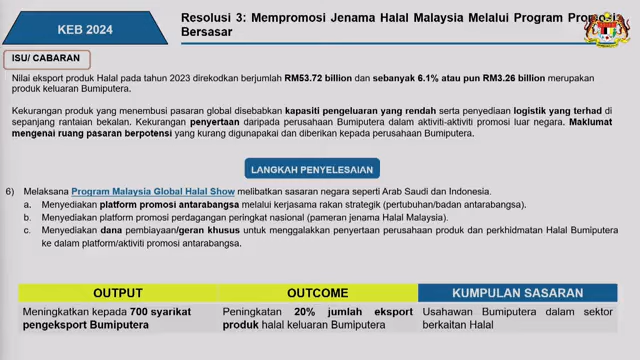 KEB 2024
Resolusi 3: Mempromosi Jenama Halal Malaysia Melalui Program Promosi
Bersasar
ISU/ CABARAN
Nilai eksport produk Halal pada tahun 2023 direkodkan berjumlah RM53.72 billion dan sebanyak 6.1% atau pun RM3.26 billion merupakan
produk keluaran Bumiputera.
Kekurangan produk yang menembusi pasaran global disebabkan kapasiti pengeluaran yang rendah serta penyediaan logistik yang terhad di
sepanjang rantaian bekalan. Kekurangan penyertaan daripada perusahaan Bumiputera dalam aktiviti-aktiviti promosi luar negara. Maklumat
mengenai ruang pasaran berpotensi yang kurang digunapakai dan diberikan kepada perusahaan Bumiputera.
LANGKAH PENYELESAIAN
6) Melaksana Program Malaysia Global Halal Show melibatkan sasaran negara seperti Arab Saudi dan Indonesia.
a. Menyediakan platform promosi antarabangsa melalui kerjasama rakan strategik (pertubuhan/badan antarabangsa).
b. Menyediakan platform promosi perdagangan peringkat nasional (pameran jenama Halal Malaysia).
c. Menyediakan dana pembiayaan/geran khusus untuk menggalakkan penyertaan perusahaan produk dan perkhidmatan Halal Bumiputera
ke dalam platform/aktiviti promosi antarabangsa.
OUTPUT
OUTCOME
KUMPULAN SASARAN
Meningkatkan kepada 700 syarikat
pengeksport Bumiputera
Peningkatan 20% jumlah eksport
produk halal keluaran Bumiputera
Usahawan Bumiputera dalam sektor
berkaitan Halal